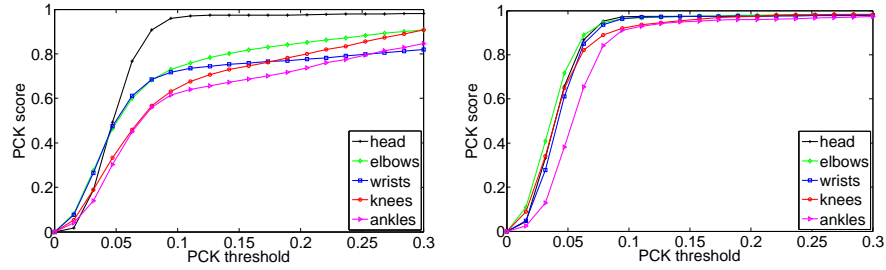 1
0.8
0.6
0.4
0.2
0
PCK score
0 0.05 0.1 0.15 0.2 0.25 0.3
PCK threshold
head
elbows
wrists
knees
ankles
1
0.8
0.6
0.4
0.2
0
PCK score
0 0.05 0.1 0.15 0.2 0.25 0.3
PCK threshold
head
elbows
wrists
knees
ankles